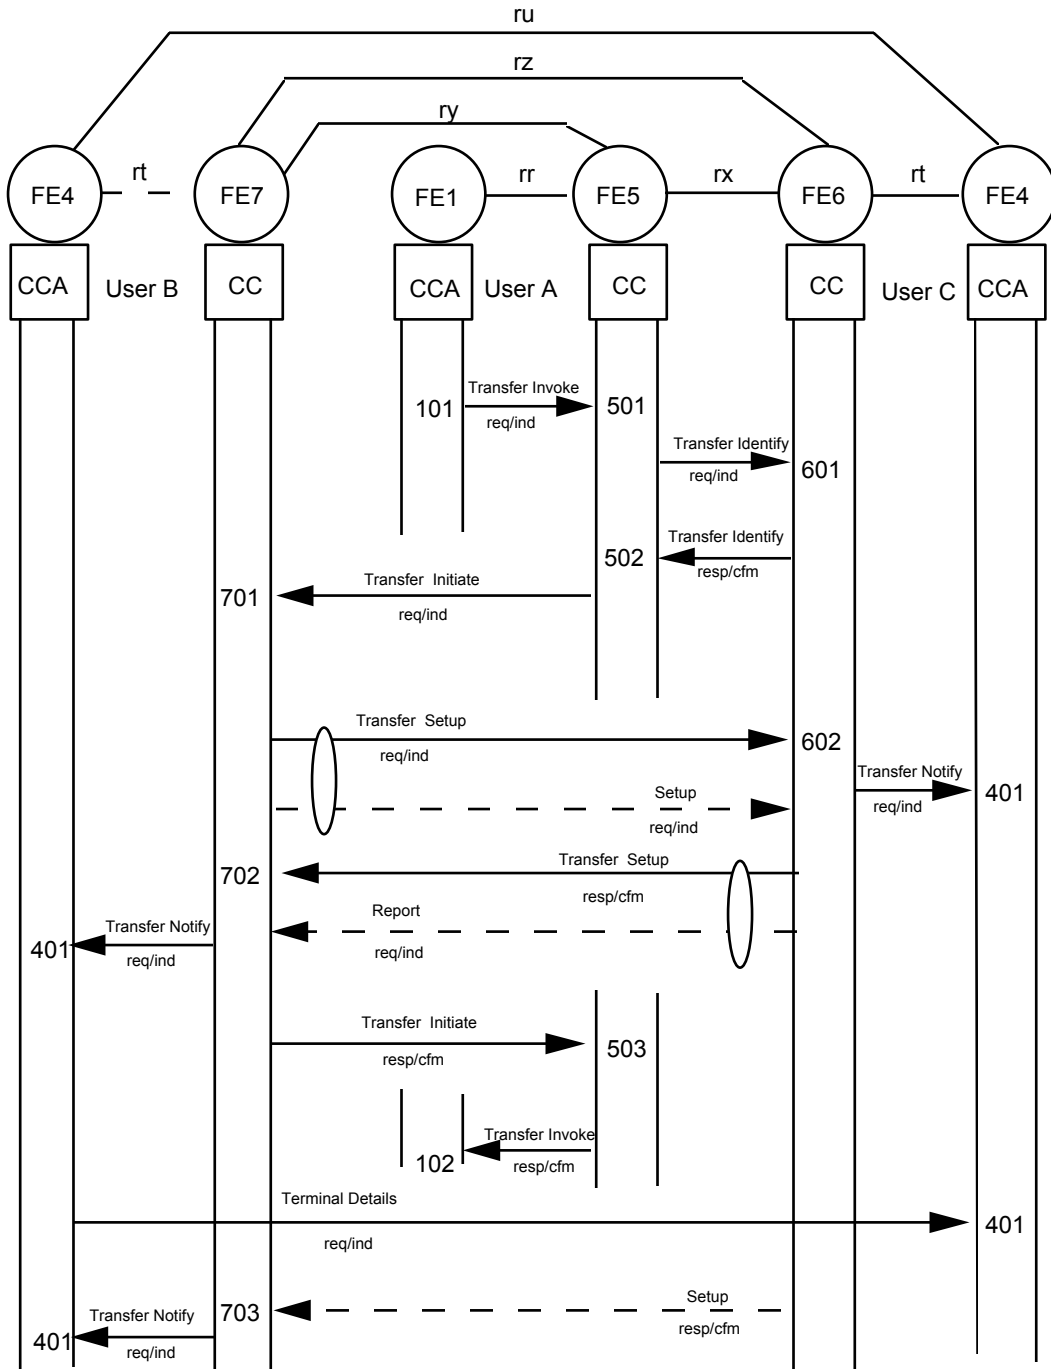 ru
rz
ry
rt
rr
rx
rt
FE4
FE7
FE1
FE5
FE6
FE4
CCA
User B
CC
CCA
User A
CC
CC
User C
CCA
Transfer Invoke
101
501
req/ind
Transfer Identify
req/ind
601
Transfer Identify
502
resp/cfm
Transfer Initiate
701
req/ind
Transfer Setup
req/ind
602
Transfer Notify
req/ind
401
Setup
req/ind
Transfer Setup
702
resp/cfm
Report
req/ind
Transfer Notify
401
req/ind
Transfer Initiate
resp/cfm
503
Transfer Invoke
102
resp/cfm
Terminal Details
req/ind
401
Setup
703
resp/cfm
Transfer Notify
401
req/ind